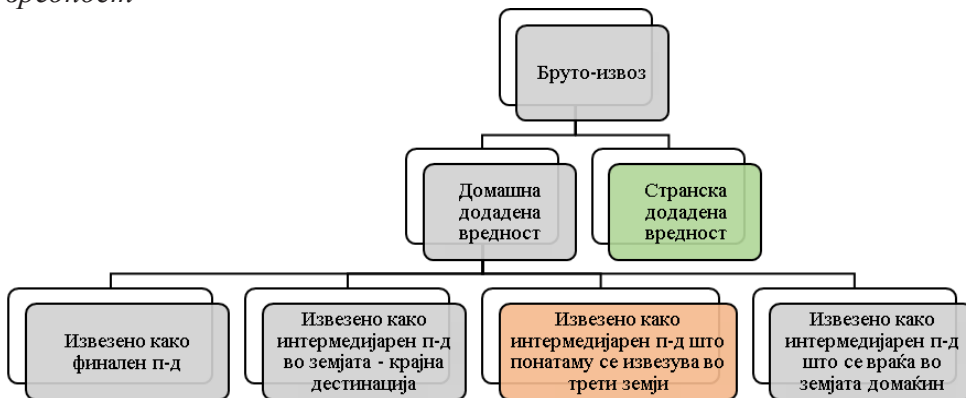 вредност
Бруто-извоз
Домашна
додадена
вредност
Странска
додадена
вредност
Извезено како
финален п-д
Извезено како
интермедијарен п-д
во земјата - крајна
дестинација
Извезено како
интермедијарен п-д што
понатаму се извезува во
трети земји
Извезено како
интермедијарен п-д
што се враќа во
земјата домаќин